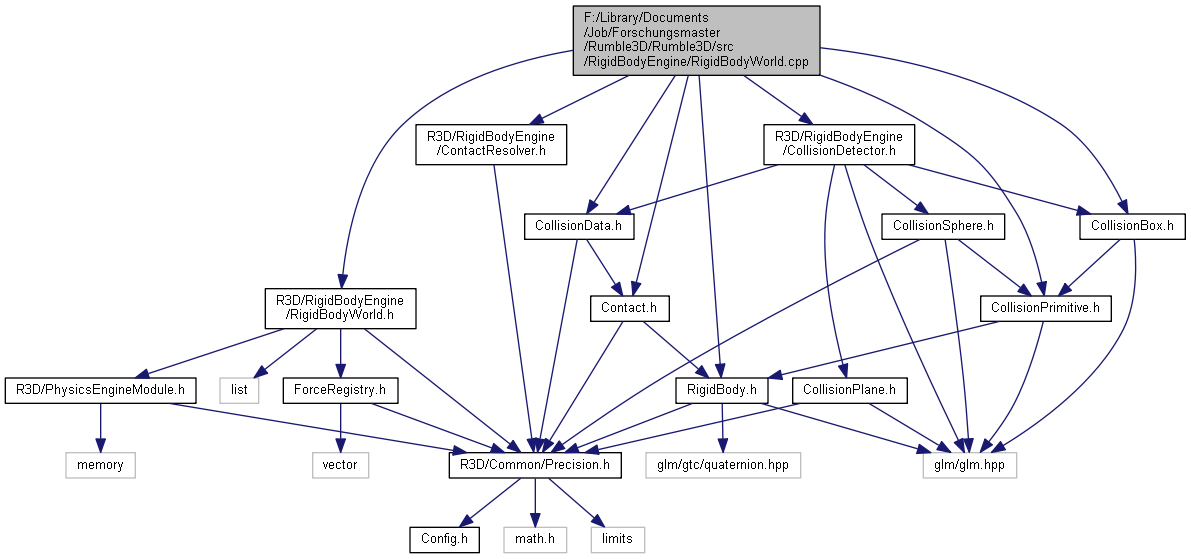 F:/Library/Documents
/Job/Forschungsmaster
/Rumble3D/Rumble3D/src
/RigidBodyEngine/RigidBodyWorld.cpp
R3D/RigidBodyEngine
/ContactResolver.h
R3D/RigidBodyEngine
/CollisionDetector.h
CollisionData.h
CollisionSphere.h
CollisionBox.h
R3D/RigidBodyEngine
/RigidBodyWorld.h
Contact.h
CollisionPrimitive.h
R3D/PhysicsEngineModule.h
list
ForceRegistry.h
RigidBody.h
CollisionPlane.h
memory
vector
R3D/Common/Precision.h
glm/gtc/quaternion.hpp
glm/glm.hpp
Config.h
math.h
limits